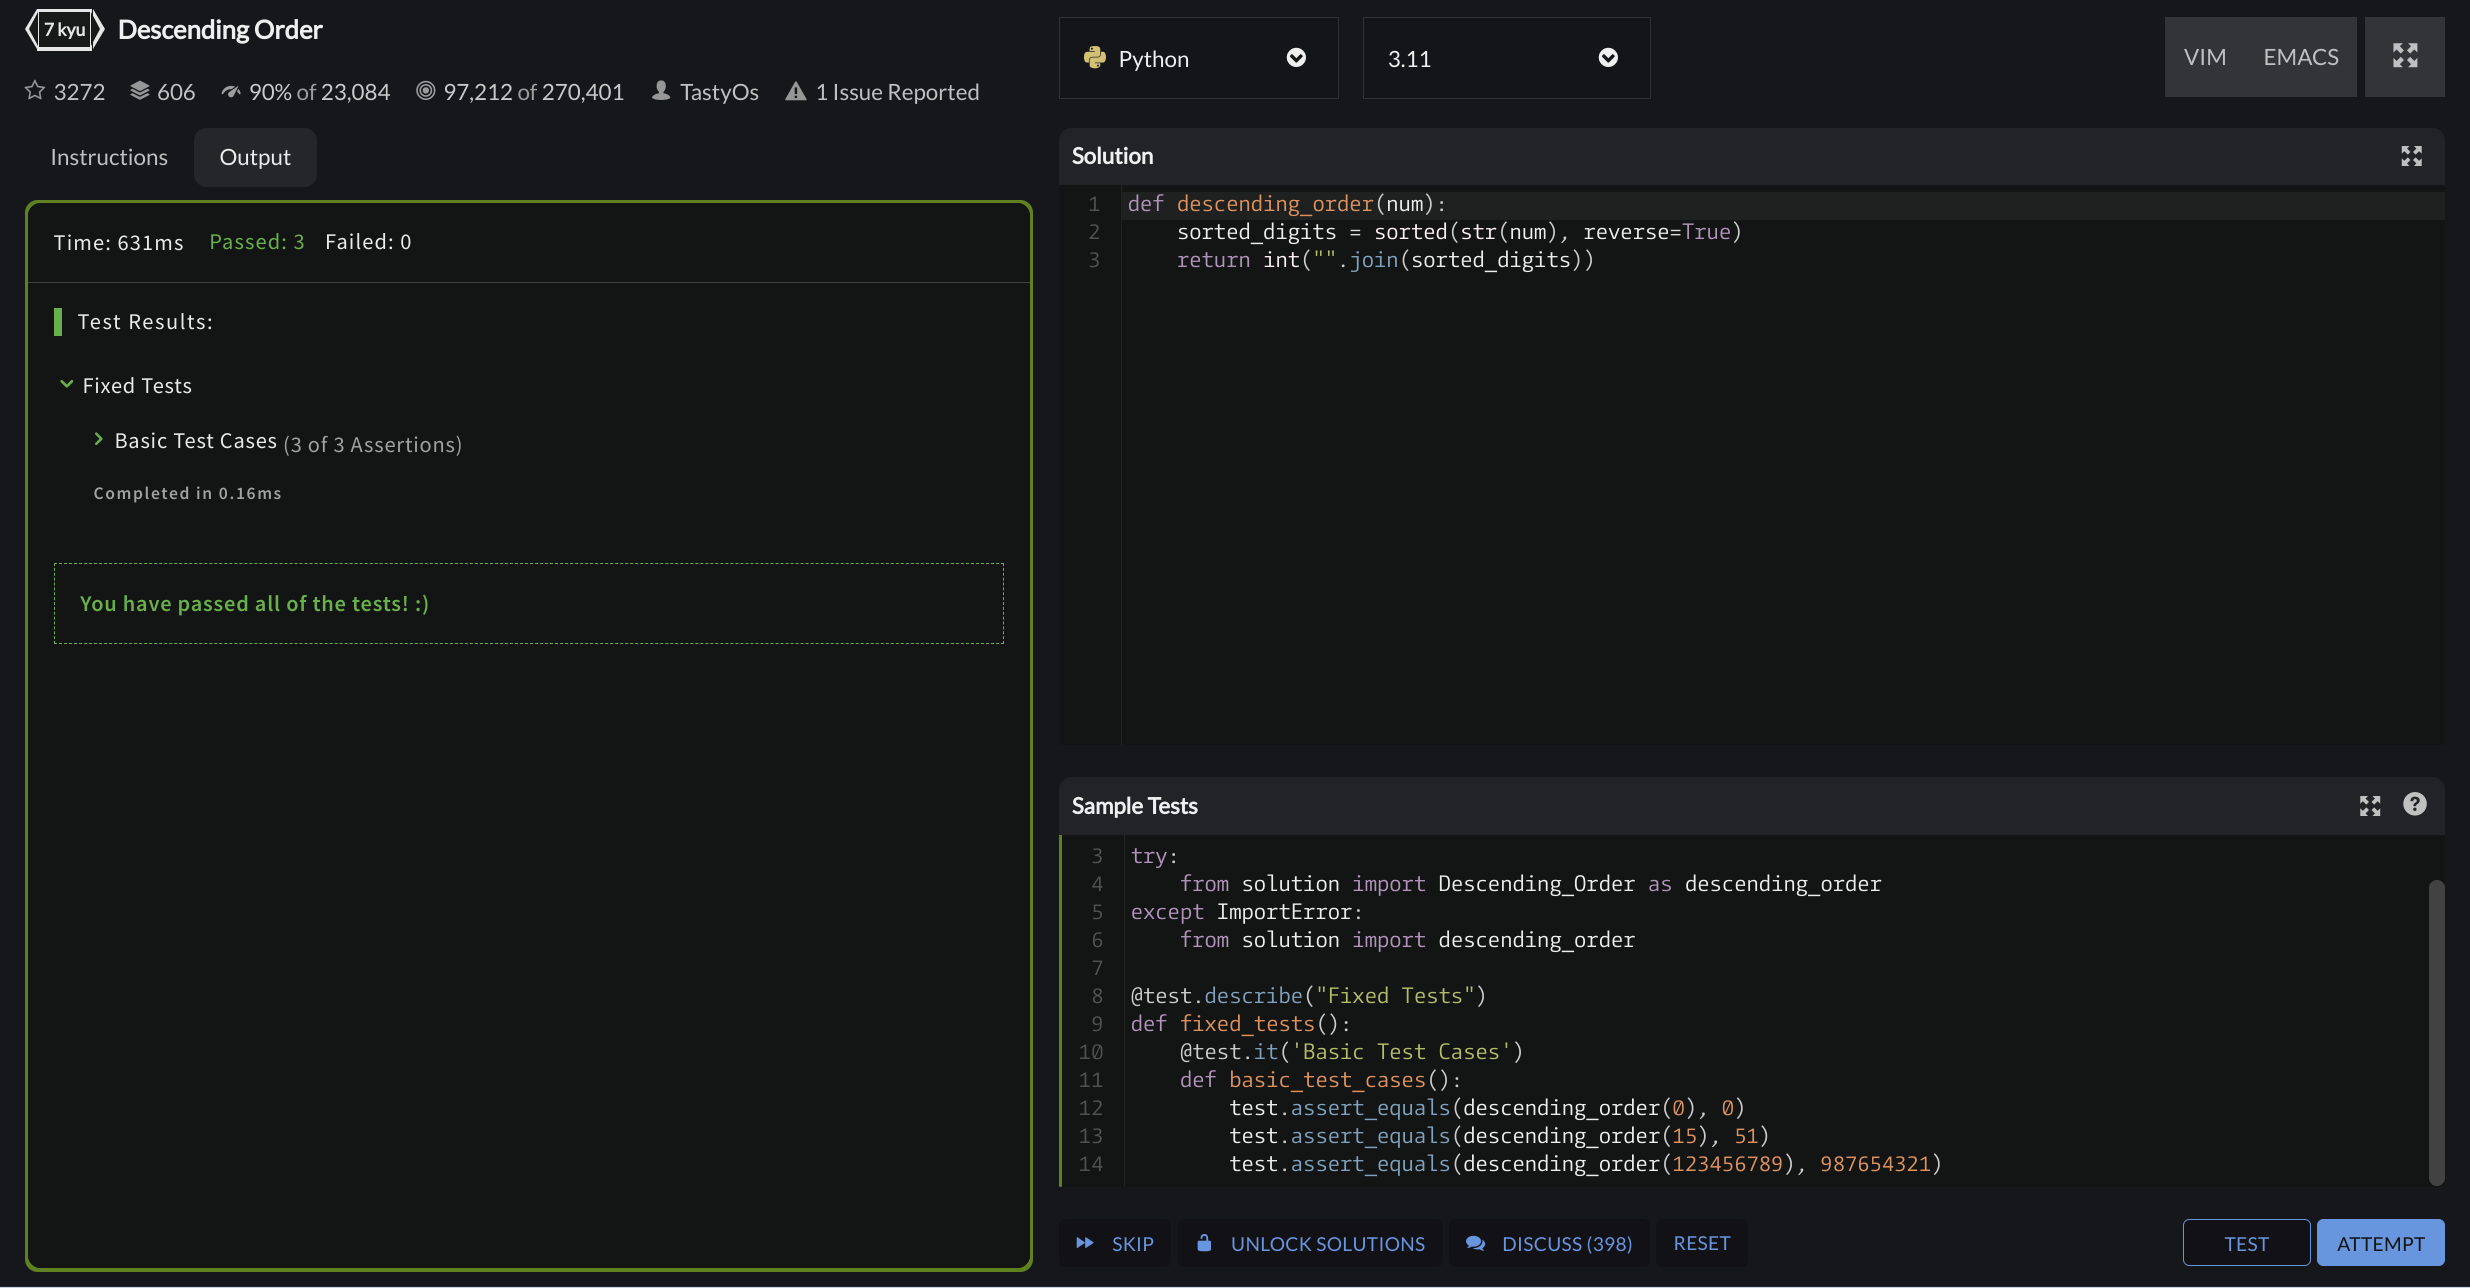 7 kyu Descending Order
3272 606 90% of 23,084 97,212 of 270,401 TastyOs 1 Issue Reported
Instructions Output
Time: 631ms Passed: 3 Failed: 0
Test Results:
Fixed Tests
Basic Test Cases (3 of 3 Assertions)
Completed in 0.16ms
You have passed all of the tests! :)
Python 3.11 VIM EMACS
Solution
1 def descending_order(num):
2     sorted_digits = sorted(str(num), reverse=True)
3     return int("".join(sorted_digits))
Sample Tests
3 try:
4     from solution import Descending_Order as descending_order
5 except ImportError:
6     from solution import descending_order
7
8 @test.describe("Fixed Tests")
9 def fixed_tests():
10     @test.it('Basic Test Cases')
11     def basic_test_cases():
12         test.assert_equals(descending_order(0), 0)
13         test.assert_equals(descending_order(15), 51)
14         test.assert_equals(descending_order(123456789), 987654321)
SKIP UNLOCK SOLUTIONS DISCUSS (398) RESET TEST ATTEMPT